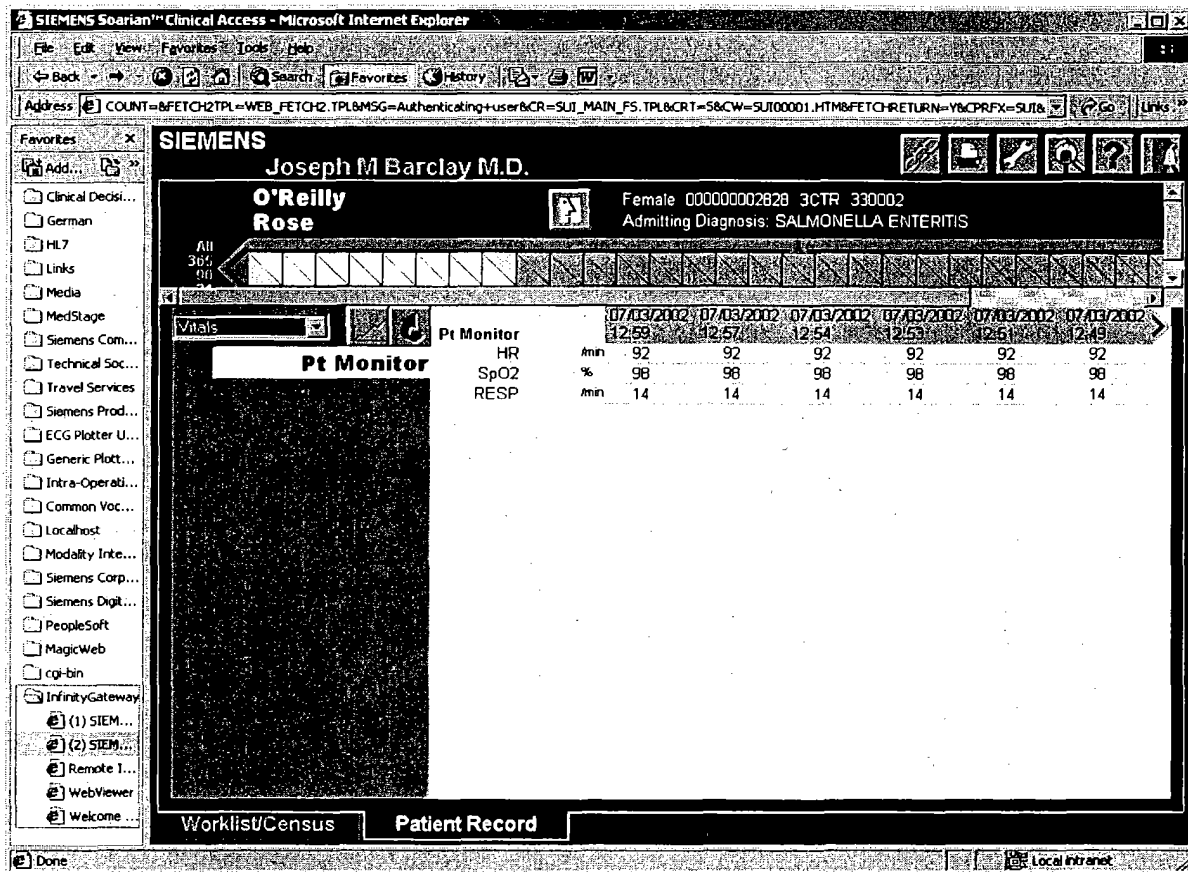 SIEMENS Soarian™ Clinical Access - Microsoft Internet Explorer
File Edit View Favorites Tools Help
Back Search Favorites History
Address COUNT=&FETCH2TPL=WEB_FETCH2.TPL&MSG=Authenticating+user&CR=SUI_MAIN_FS.TPL&CRT=S&CW=SUI00001.HTM&FETCHRETURN=Y&CPRFX=SUI& Go Links »
Favorites ×
Add... »
Clinical Decisi...
German
HL7
Links
Media
MedStage
Siemens Com...
Technical Soc...
Travel Services
Siemens Prod...
ECG Plotter U...
Generic Plott...
Intra-Operati...
Common Voc...
Localhost
Modality Inte...
Siemens Corp...
Siemens Digit...
PeopleSoft
MagicWeb
cgi-bin
InfinityGateway
(1) SIEM...
(2) SIEM...
Remote I...
WebViewer
Welcome ...
SIEMENS
Joseph M Barclay M.D.
O'Reilly
Rose
Female 000000002828 3CTR 330002
Admitting Diagnosis: SALMONELLA ENTERITIS
All
365
90
Vitals
Pt Monitor
Pt Monitor 07/03/2002 07/03/2002 07/03/2002 07/03/2002 07/03/2002 07/03/2002
12:59 12:57 12:54 12:53 12:51 12:49
HR /min 92 92 92 92 92 92
SpO2 % 98 98 98 98 98 98
RESP /min 14 14 14 14 14 14
Worklist/Census Patient Record
Done Local intranet